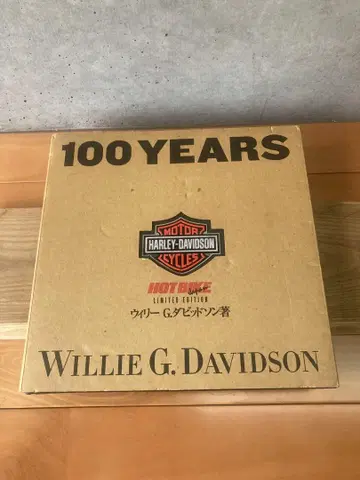 100 YEARS
MOTOR
HARLEY-DAVIDSON
CYCLES
HOT BIKE
Japan
LIMITED EDITION
ウィリー G.ダビッドソン著
WILLIE G. DAVIDSON